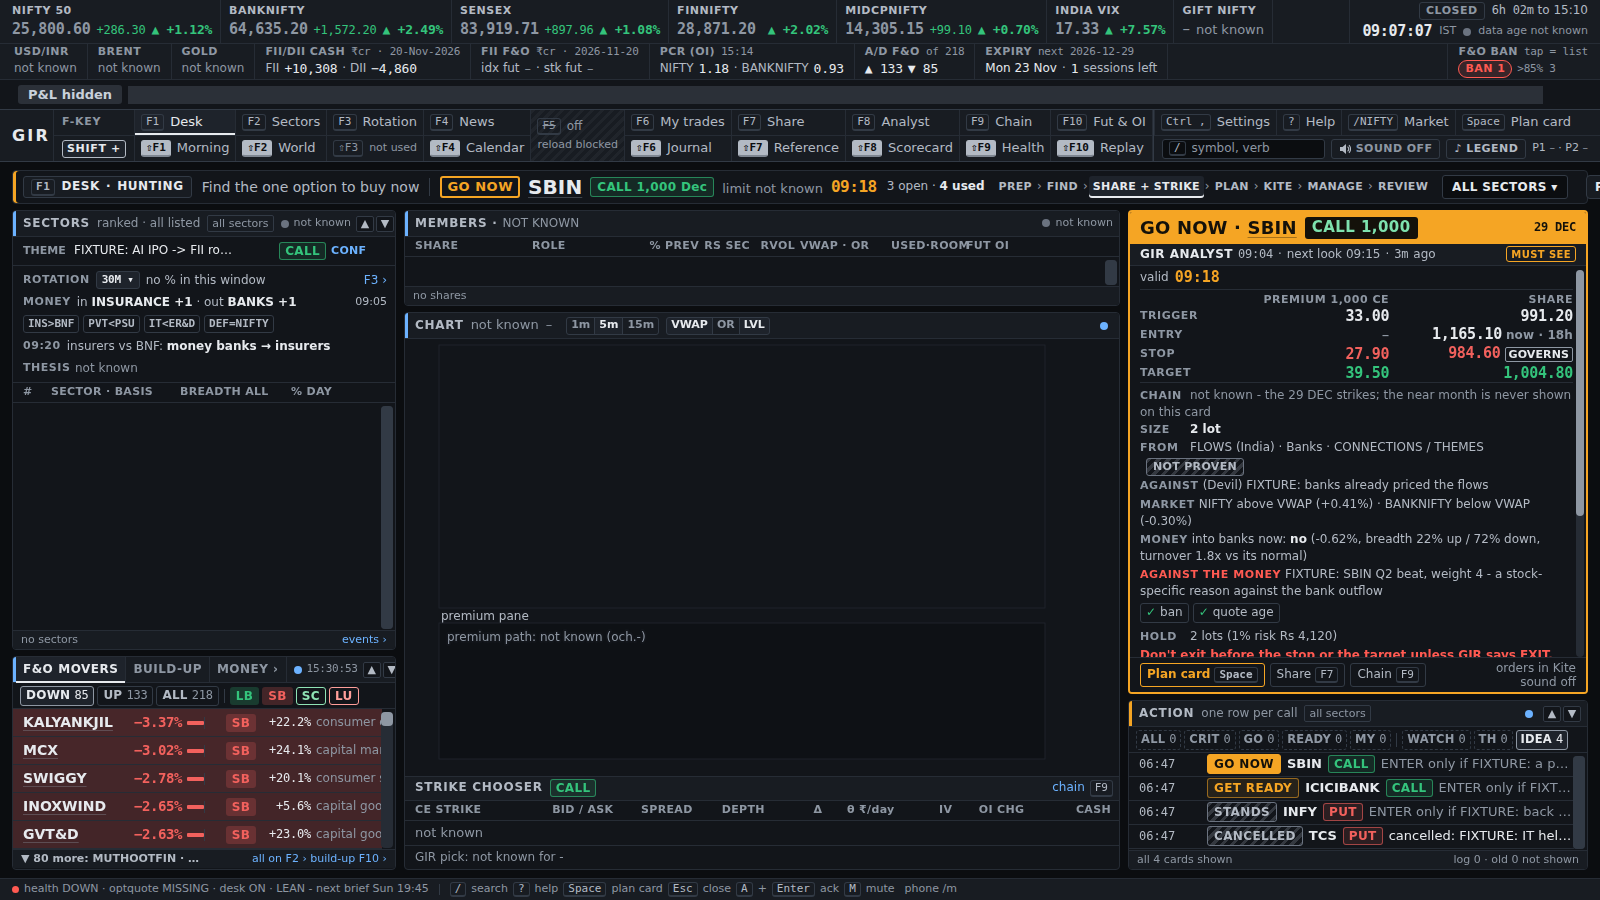 NIFTY 50 BANKNIFTY SENSEX FINNIFTY MIDCPNIFTY INDIA VIX GIFT NIFTY CLOSED 6h 02m to 15:10
25,800.60 +286.30 ▲ +1.12% 64,635.20 +1,572.20 ▲ +2.49% 83,919.71 +897.96 ▲ +1.08% 28,871.20 ▲ +2.02% 14,305.15 +99.10 ▲ +0.70% 17.33 ▲ +7.57% – not known 09:07:07 IST data age not known
USD/INR BRENT GOLD FII/DII CASH ₹cr · 20-Nov-2026 FII F&O ₹cr · 2026-11-20 PCR (OI) 15:14 A/D F&O of 218 EXPIRY next 2026-12-29 F&O BAN tap = list
not known not known not known FII +10,308 · DII −4,860 idx fut – · stk fut – NIFTY 1.18 · BANKNIFTY 0.93 ▲ 133 ▼ 85 Mon 23 Nov · 1 sessions left BAN 1 >85% 3
P&L hidden
GIR F-KEY F1 Desk F2 Sectors F3 Rotation F4 News F5 off F6 My trades F7 Share F8 Analyst F9 Chain F10 Fut & OI Ctrl , Settings ? Help /NIFTY Market Space Plan card
SHIFT + ⇧F1 Morning ⇧F2 World ⇧F3 not used ⇧F4 Calendar reload blocked ⇧F6 Journal ⇧F7 Reference ⇧F8 Scorecard ⇧F9 Health ⇧F10 Replay / symbol, verb SOUND OFF ♪ LEGEND P1 – · P2 –
F1 DESK · HUNTING Find the one option to buy now GO NOW SBIN CALL 1,000 Dec limit not known 09:18 3 open · 4 used PREP › FIND › SHARE + STRIKE › PLAN › KITE › MANAGE › REVIEW ALL SECTORS ▾
SECTORS ranked · all listed all sectors not known ▲ ▼
THEME FIXTURE: AI IPO -> FII ro… CALL CONF
ROTATION 30M ▾ no % in this window F3 ›
MONEY in INSURANCE +1 · out BANKS +1 09:05
INS>BNF PVT<PSU IT<ER&D DEF=NIFTY
09:20 insurers vs BNF: money banks → insurers
THESIS not known
# SECTOR · BASIS BREADTH ALL % DAY
no sectors events ›
F&O MOVERS BUILD-UP MONEY › 15:30:53 ▲ ▼
DOWN 85 UP 133 ALL 218 LB SB SC LU
KALYANKJIL −3.37% SB +22.2% consumer
MCX −3.02% SB +24.1% capital mar
SWIGGY −2.78% SB +20.1% consumer s
INOXWIND −2.65% SB +5.6% capital goo
GVT&D −2.63% SB +23.0% capital goo
▼ 80 more: MUTHOOTFIN · … all on F2 › build-up F10 ›
MEMBERS · NOT KNOWN not known
SHARE ROLE % PREV RS SEC RVOL VWAP · OR USED·ROOM FUT OI
no shares
CHART not known – 1m 5m 15m VWAP OR LVL
premium pane
premium path: not known (och.-)
STRIKE CHOOSER CALL chain F9
CE STRIKE BID / ASK SPREAD DEPTH Δ θ ₹/day IV OI CHG CASH
not known
GIR pick: not known for -
GO NOW · SBIN CALL 1,000 29 DEC
GIR ANALYST 09:04 · next look 09:15 · 3m ago MUST SEE
valid 09:18
PREMIUM 1,000 CE SHARE
TRIGGER 33.00 991.20
ENTRY – 1,165.10 now · 18h
STOP 27.90 984.60 GOVERNS
TARGET 39.50 1,004.80
CHAIN not known - the 29 DEC strikes; the near month is never shown
on this card
SIZE 2 lot
FROM FLOWS (India) · Banks · CONNECTIONS / THEMES
NOT PROVEN
AGAINST (Devil) FIXTURE: banks already priced the flows
MARKET NIFTY above VWAP (+0.41%) · BANKNIFTY below VWAP
(-0.30%)
MONEY into banks now: no (-0.62%, breadth 22% up / 72% down,
turnover 1.8x vs its normal)
AGAINST THE MONEY FIXTURE: SBIN Q2 beat, weight 4 - a stock-
specific reason against the bank outflow
✓ ban ✓ quote age
HOLD 2 lots (1% risk Rs 4,120)
Don't exit before the stop or the target unless GIR says EXIT.
Plan card Space Share F7 Chain F9 orders in Kite
sound off
ACTION one row per call all sectors ▲ ▼
ALL 0 CRIT 0 GO 0 READY 0 MY 0 WATCH 0 TH 0 IDEA 4
06:47 GO NOW SBIN CALL ENTER only if FIXTURE: a p…
06:47 GET READY ICICIBANK CALL ENTER only if FIXT…
06:47 STANDS INFY PUT ENTER only if FIXTURE: back …
06:47 CANCELLED TCS PUT cancelled: FIXTURE: IT hel…
all 4 cards shown log 0 · old 0 not shown
health DOWN · optquote MISSING · desk ON · LEAN - next brief Sun 19:45 / search ? help Space plan card Esc close A + Enter ack M mute phone /m